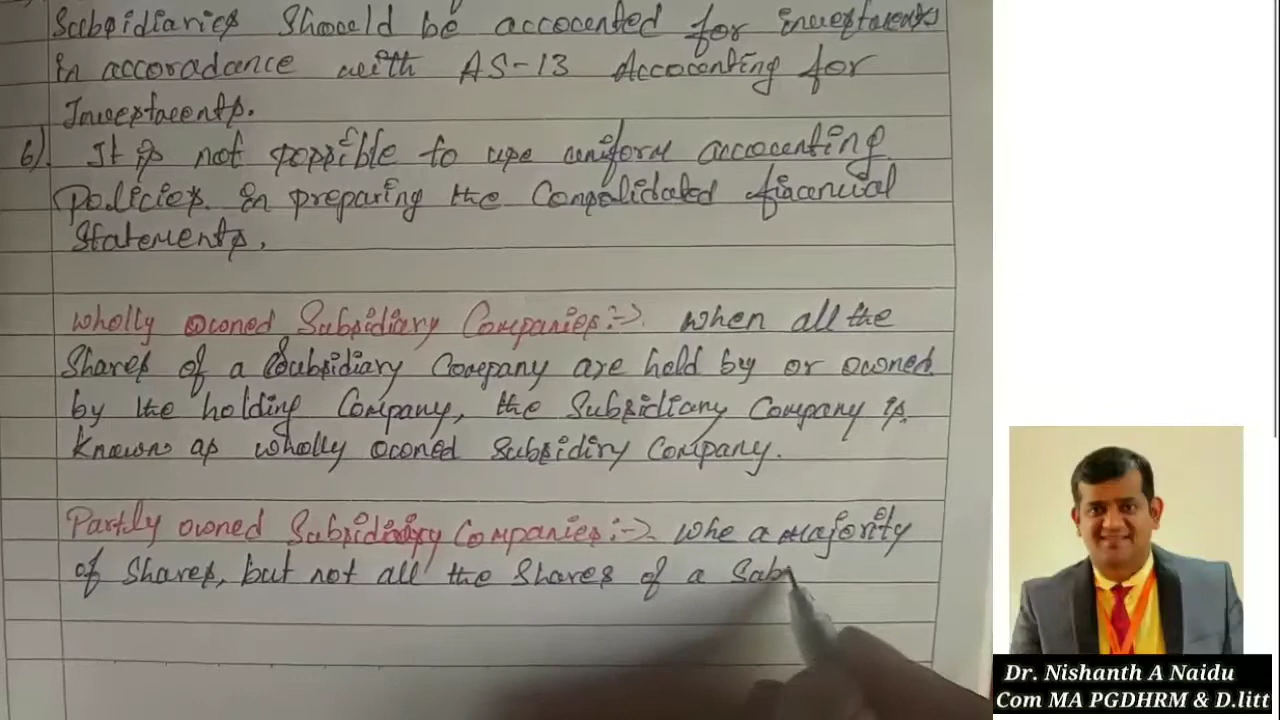 Subsidiaries Should be accounted for investments
in accoradance with AS-13 Accounting for
Investments.
6) It is not possible to use uniform accounting
Policies in preparing the Consolidated financial
Statements.
Wholly owned Subsidiary Companies:-> When all the
Shares of a Subsidiary Company are held by or owned
by the holding Company, the Subsidiary Company is
known as wholly owned Subsidiry Company.
Partly owned Subsidiary Companies:-> Whe a majority
of Shares, but not all the Shares of a Sub
Dr. Nishanth A Naidu
Com MA PGDHRM & D.litt